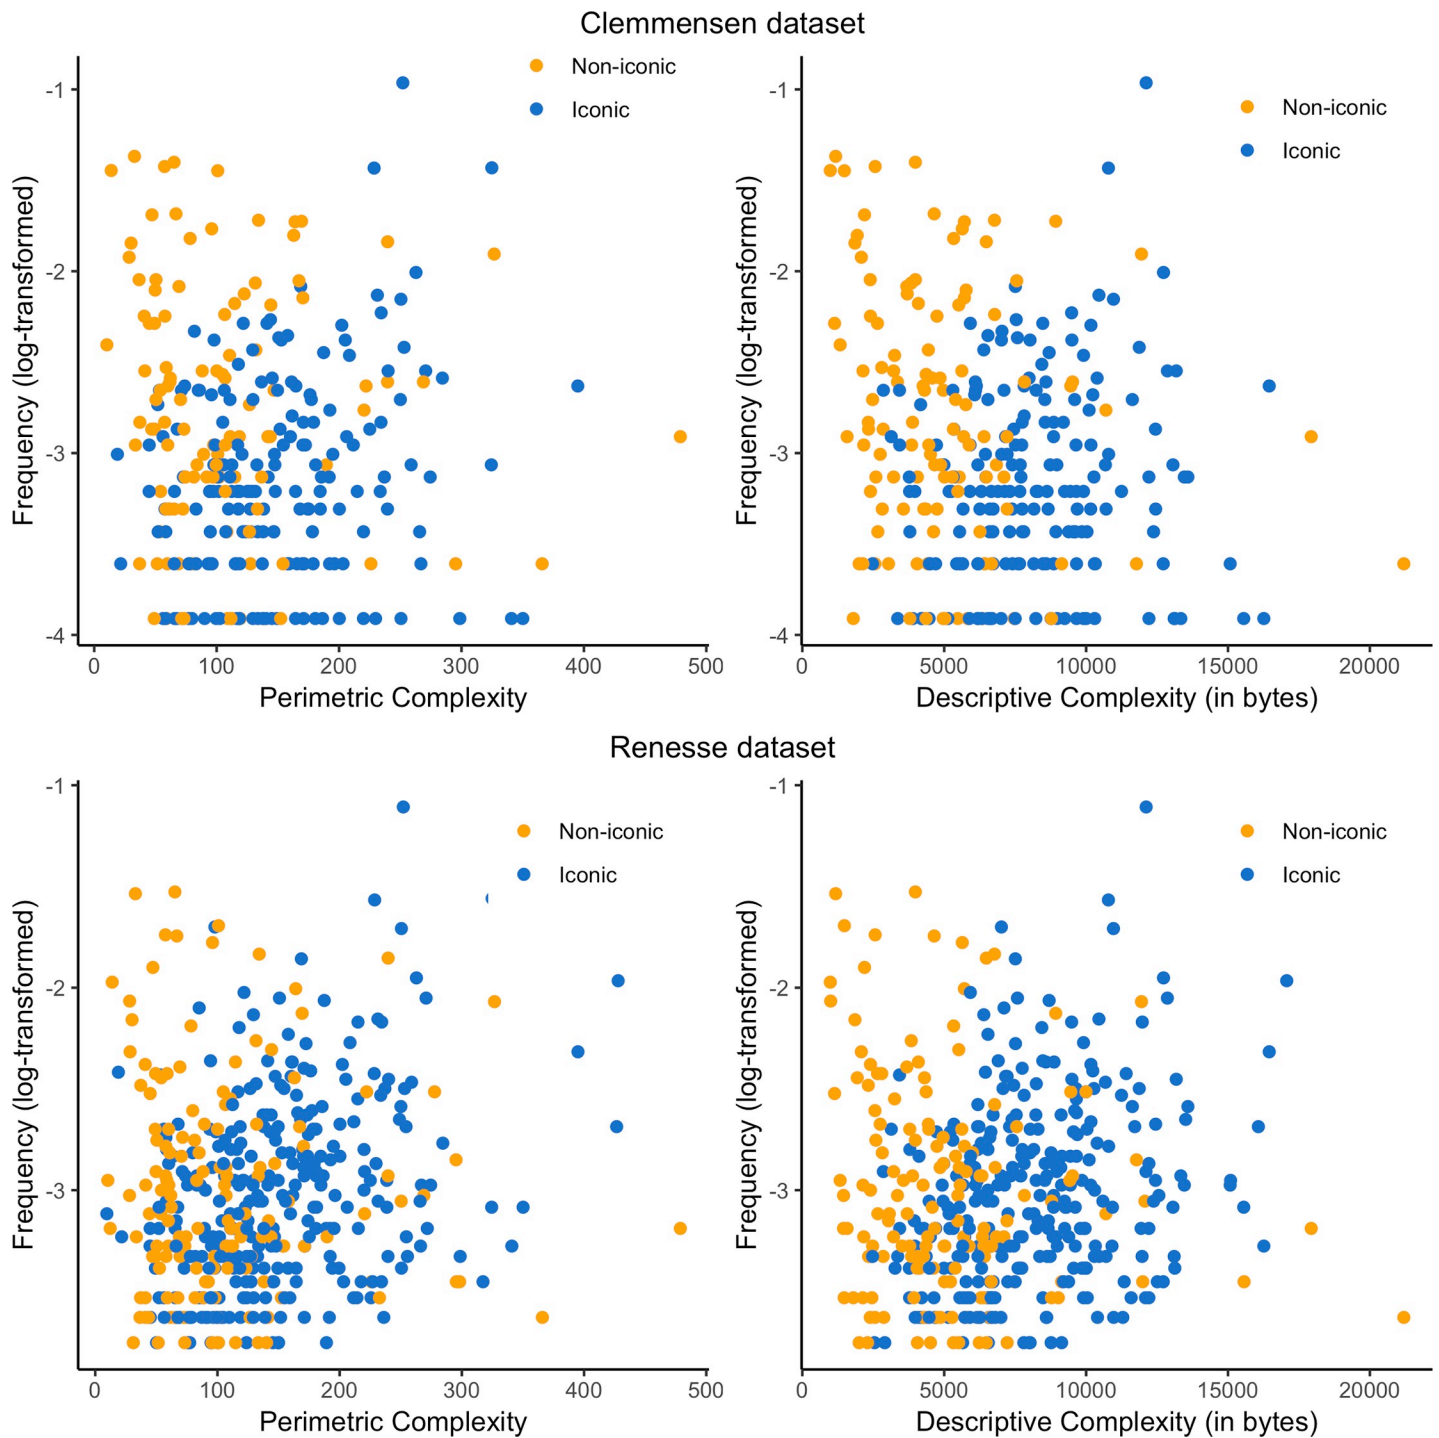 Clemmensen dataset
Non-iconic
Iconic
-1
-2
-3
-4
Frequency (log-transformed)
0 100 200 300 400 500
Perimetric Complexity
Non-iconic
Iconic
-1
-2
-3
-4
Frequency (log-transformed)
0 5000 10000 15000 20000
Descriptive Complexity (in bytes)
Renesse dataset
Non-iconic
Iconic
-1
-2
-3
Frequency (log-transformed)
0 100 200 300 400 500
Perimetric Complexity
Non-iconic
Iconic
-1
-2
-3
Frequency (log-transformed)
0 5000 10000 15000 20000
Descriptive Complexity (in bytes)